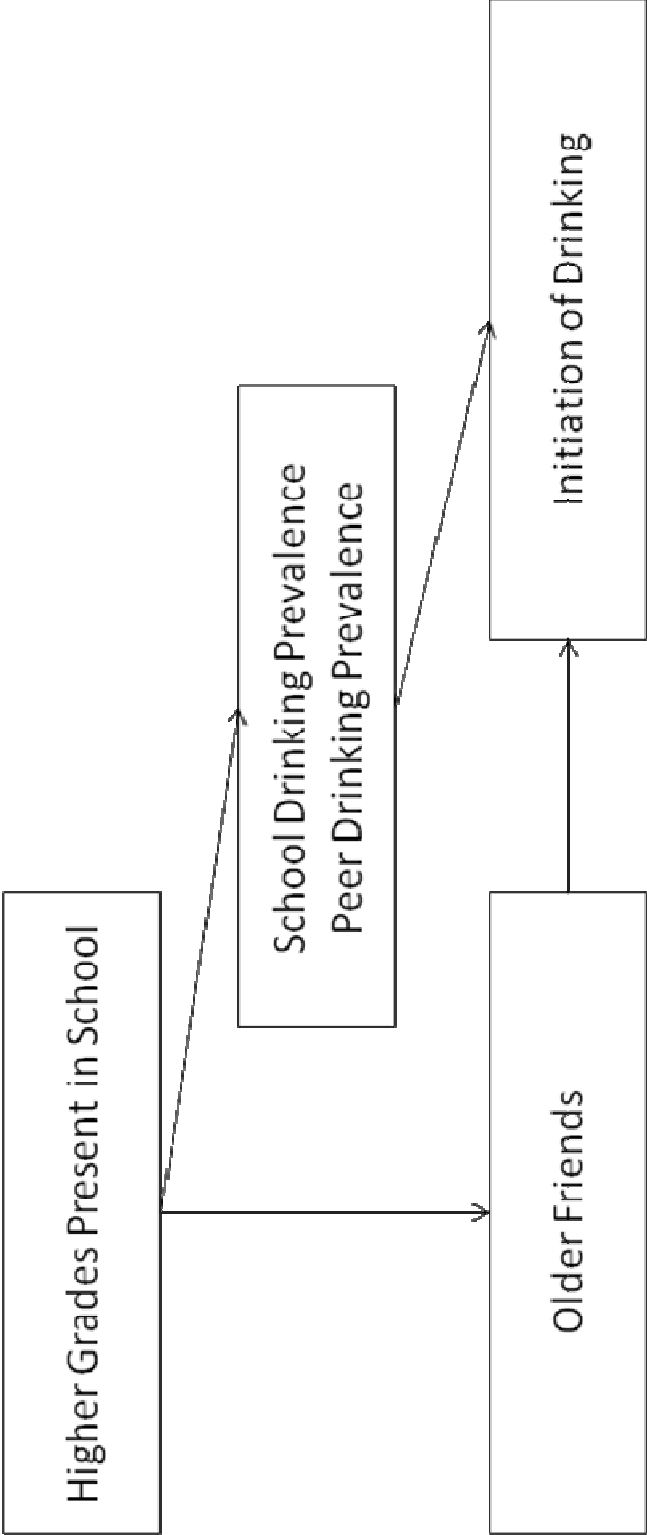 Higher Grades Present in School
School Drinking Prevalence
Peer Drinking Prevalence
Older Friends
Initiation of Drinking